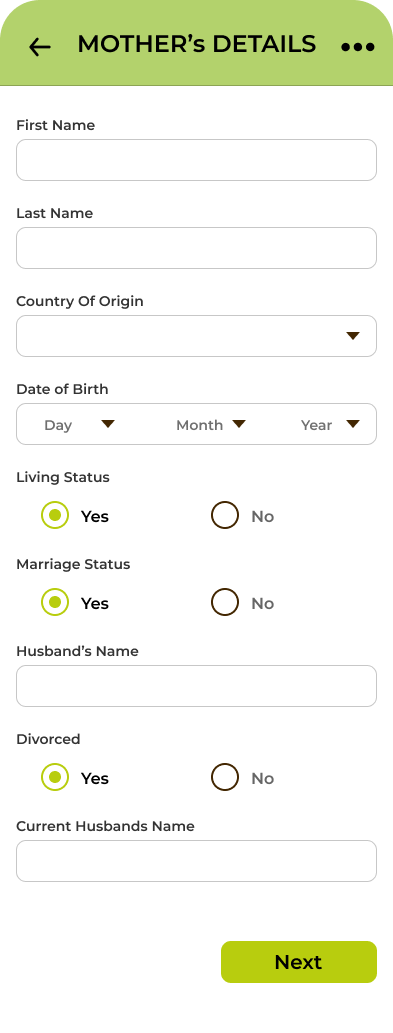 MOTHER’s DETAILS
First Name
Last Name
Country Of Origin
Date of Birth
Day Month Year
Living Status
Yes No
Marriage Status
Yes No
Husband’s Name
Divorced
Yes No
Current Husbands Name
Next